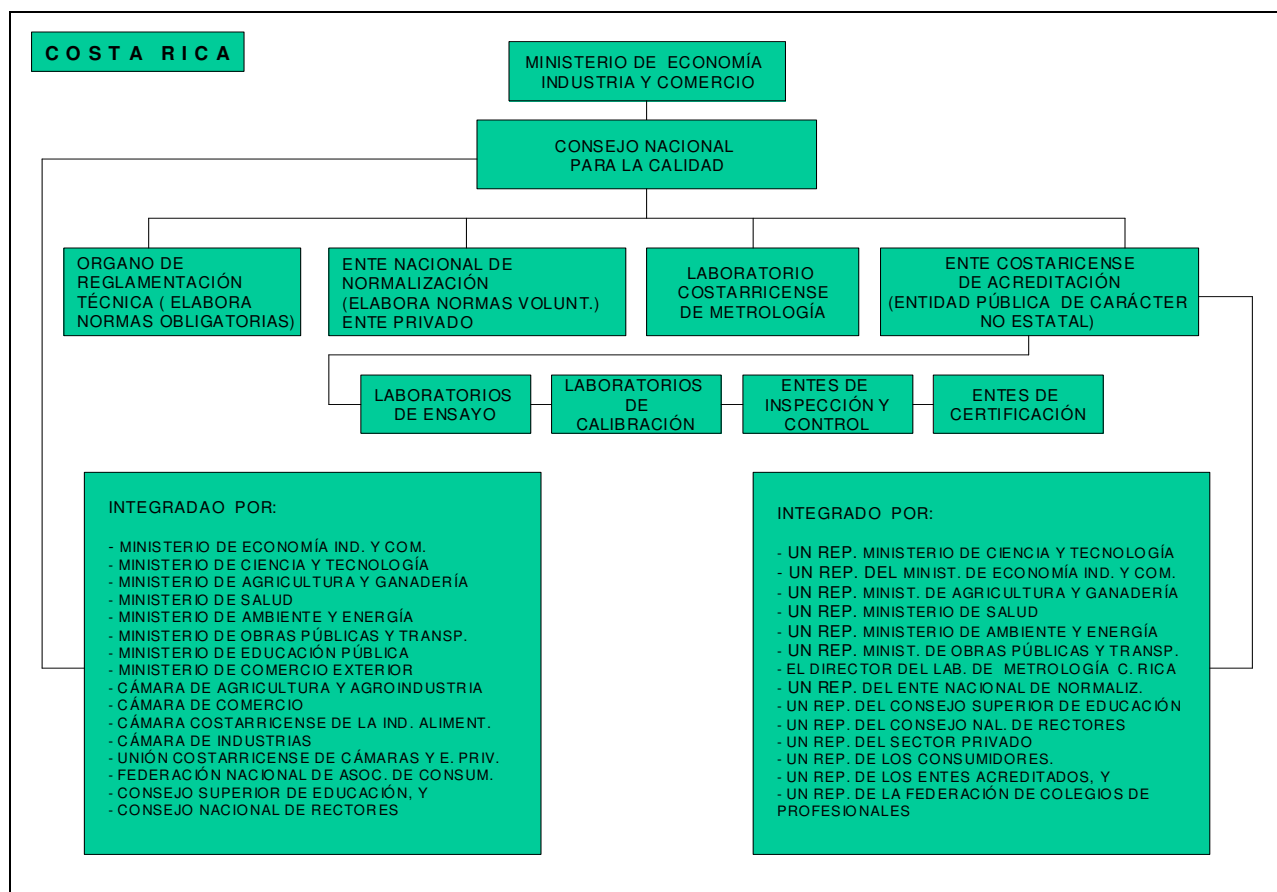 COSTA RICA
MINISTERIO DE ECONOMÍA
INDUSTRIA Y COMERCIO
CONSEJO NACIONAL
PARA LA CALIDAD
ORGANO DE
REGLAMENTACIÓN
TÉCNICA ( ELABORA
NORMAS OBLIGATORIAS)
ENTE NACIONAL DE
NORMALIZACIÓN
(ELABORA NORMAS VOLUNT.)
ENTE PRIVADO
LABORATORIO
COSTARRICENSE
DE METROLOGÍA
ENTE COSTARICENSE
DE ACREDITACIÓN
(ENTIDAD PÚBLICA DE CARÁCTER
NO ESTATAL)
LABORATORIOS
DE ENSAYO
LABORATORIOS
DE
CALIBRACIÓN
ENTES DE
INSPECCIÓN Y
CONTROL
ENTES DE
CERTIFICACIÓN
INTEGRADAO POR:
- MINISTERIO DE ECONOMÍA IND. Y COM.
- MINISTERIO DE CIENCIA Y TECNOLOGÍA
- MINISTERIO DE AGRICULTURA Y GANADERÍA
- MINISTERIO DE SALUD
- MINISTERIO DE AMBIENTE Y ENERGÍA
- MINISTERIO DE OBRAS PÚBLICAS Y TRANSP.
- MINISTERIO DE EDUCACIÓN PÚBLICA
- MINISTERIO DE COMERCIO EXTERIOR
- CÁMARA DE AGRICULTURA Y AGROINDUSTRIA
- CÁMARA DE COMERCIO
- CÁMARA COSTARRICENSE DE LA IND. ALIMENT.
- CÁMARA DE INDUSTRIAS
- UNIÓN COSTARRICENSE DE CÁMARAS Y E. PRIV.
- FEDERACIÓN NACIONAL DE ASOC. DE CONSUM.
- CONSEJO SUPERIOR DE EDUCACIÓN, Y
- CONSEJO NACIONAL DE RECTORES
INTEGRADO POR:
- UN REP. MINISTERIO DE CIENCIA Y TECNOLOGÍA
- UN REP. DEL MINIST. DE ECONOMÍA IND. Y COM.
- UN REP. MINIST. DE AGRICULTURA Y GANADERÍA
- UN REP. MINISTERIO DE SALUD
- UN REP. MINISTERIO DE AMBIENTE Y ENERGÍA
- UN REP. MINIST. DE OBRAS PÚBLICAS Y TRANSP.
- EL DIRECTOR DEL LAB. DE METROLOGÍA C. RICA
- UN REP. DEL ENTE NACIONAL DE NORMALIZ.
- UN REP. DEL CONSEJO SUPERIOR DE EDUCACIÓN
- UN REP. DEL CONSEJO NAL. DE RECTORES
- UN REP. DEL SECTOR PRIVADO
- UN REP. DE LOS CONSUMIDORES.
- UN REP. DE LOS ENTES ACREDITADOS, Y
- UN REP. DE LA FEDERACIÓN DE COLEGIOS DE
PROFESIONALES